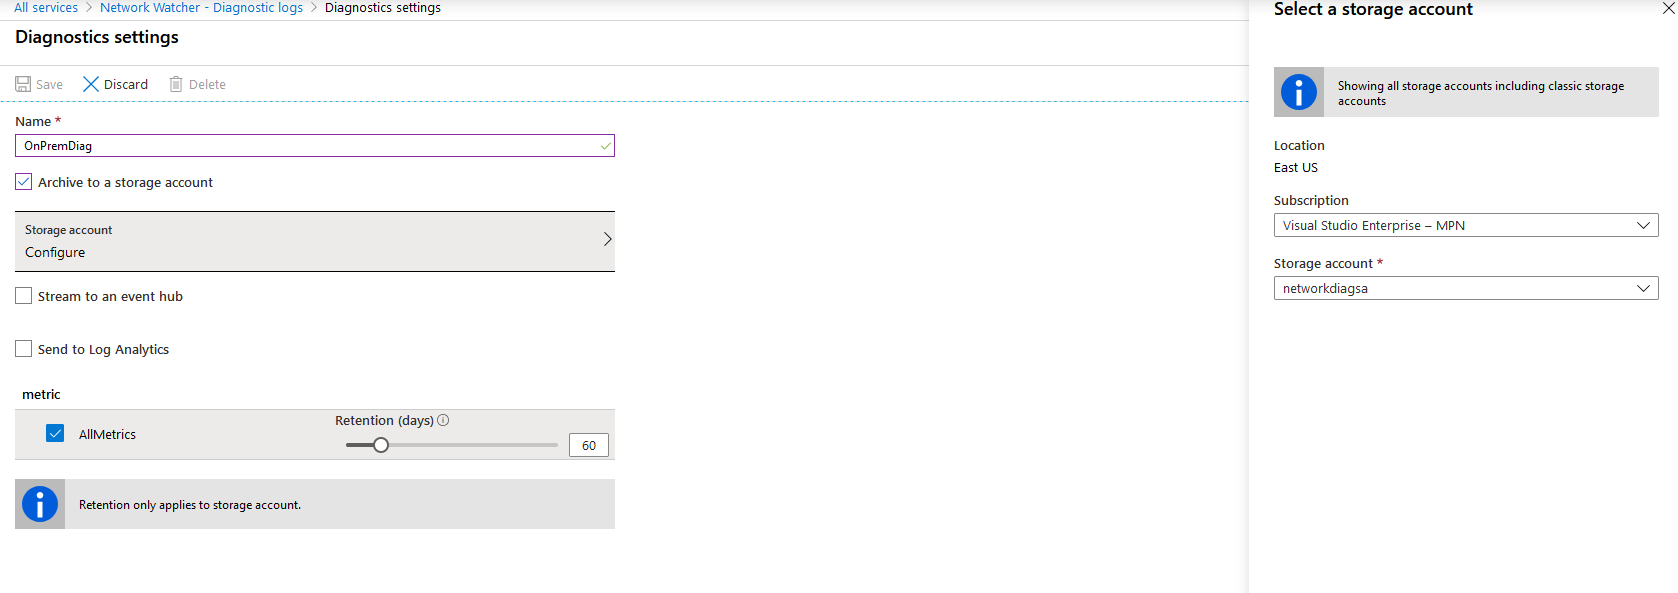 All services > Network Watcher - Diagnostic logs > Diagnostics settings
Diagnostics settings
Save Discard Delete
Name *
OnPremDiag
Archive to a storage account
Storage account
Configure
Stream to an event hub
Send to Log Analytics
metric
AllMetrics
Retention (days)
60
Retention only applies to storage account.
Select a storage account
Showing all storage accounts including classic storage
accounts
Location
East US
Subscription
Visual Studio Enterprise – MPN
Storage account *
networkdiagsa